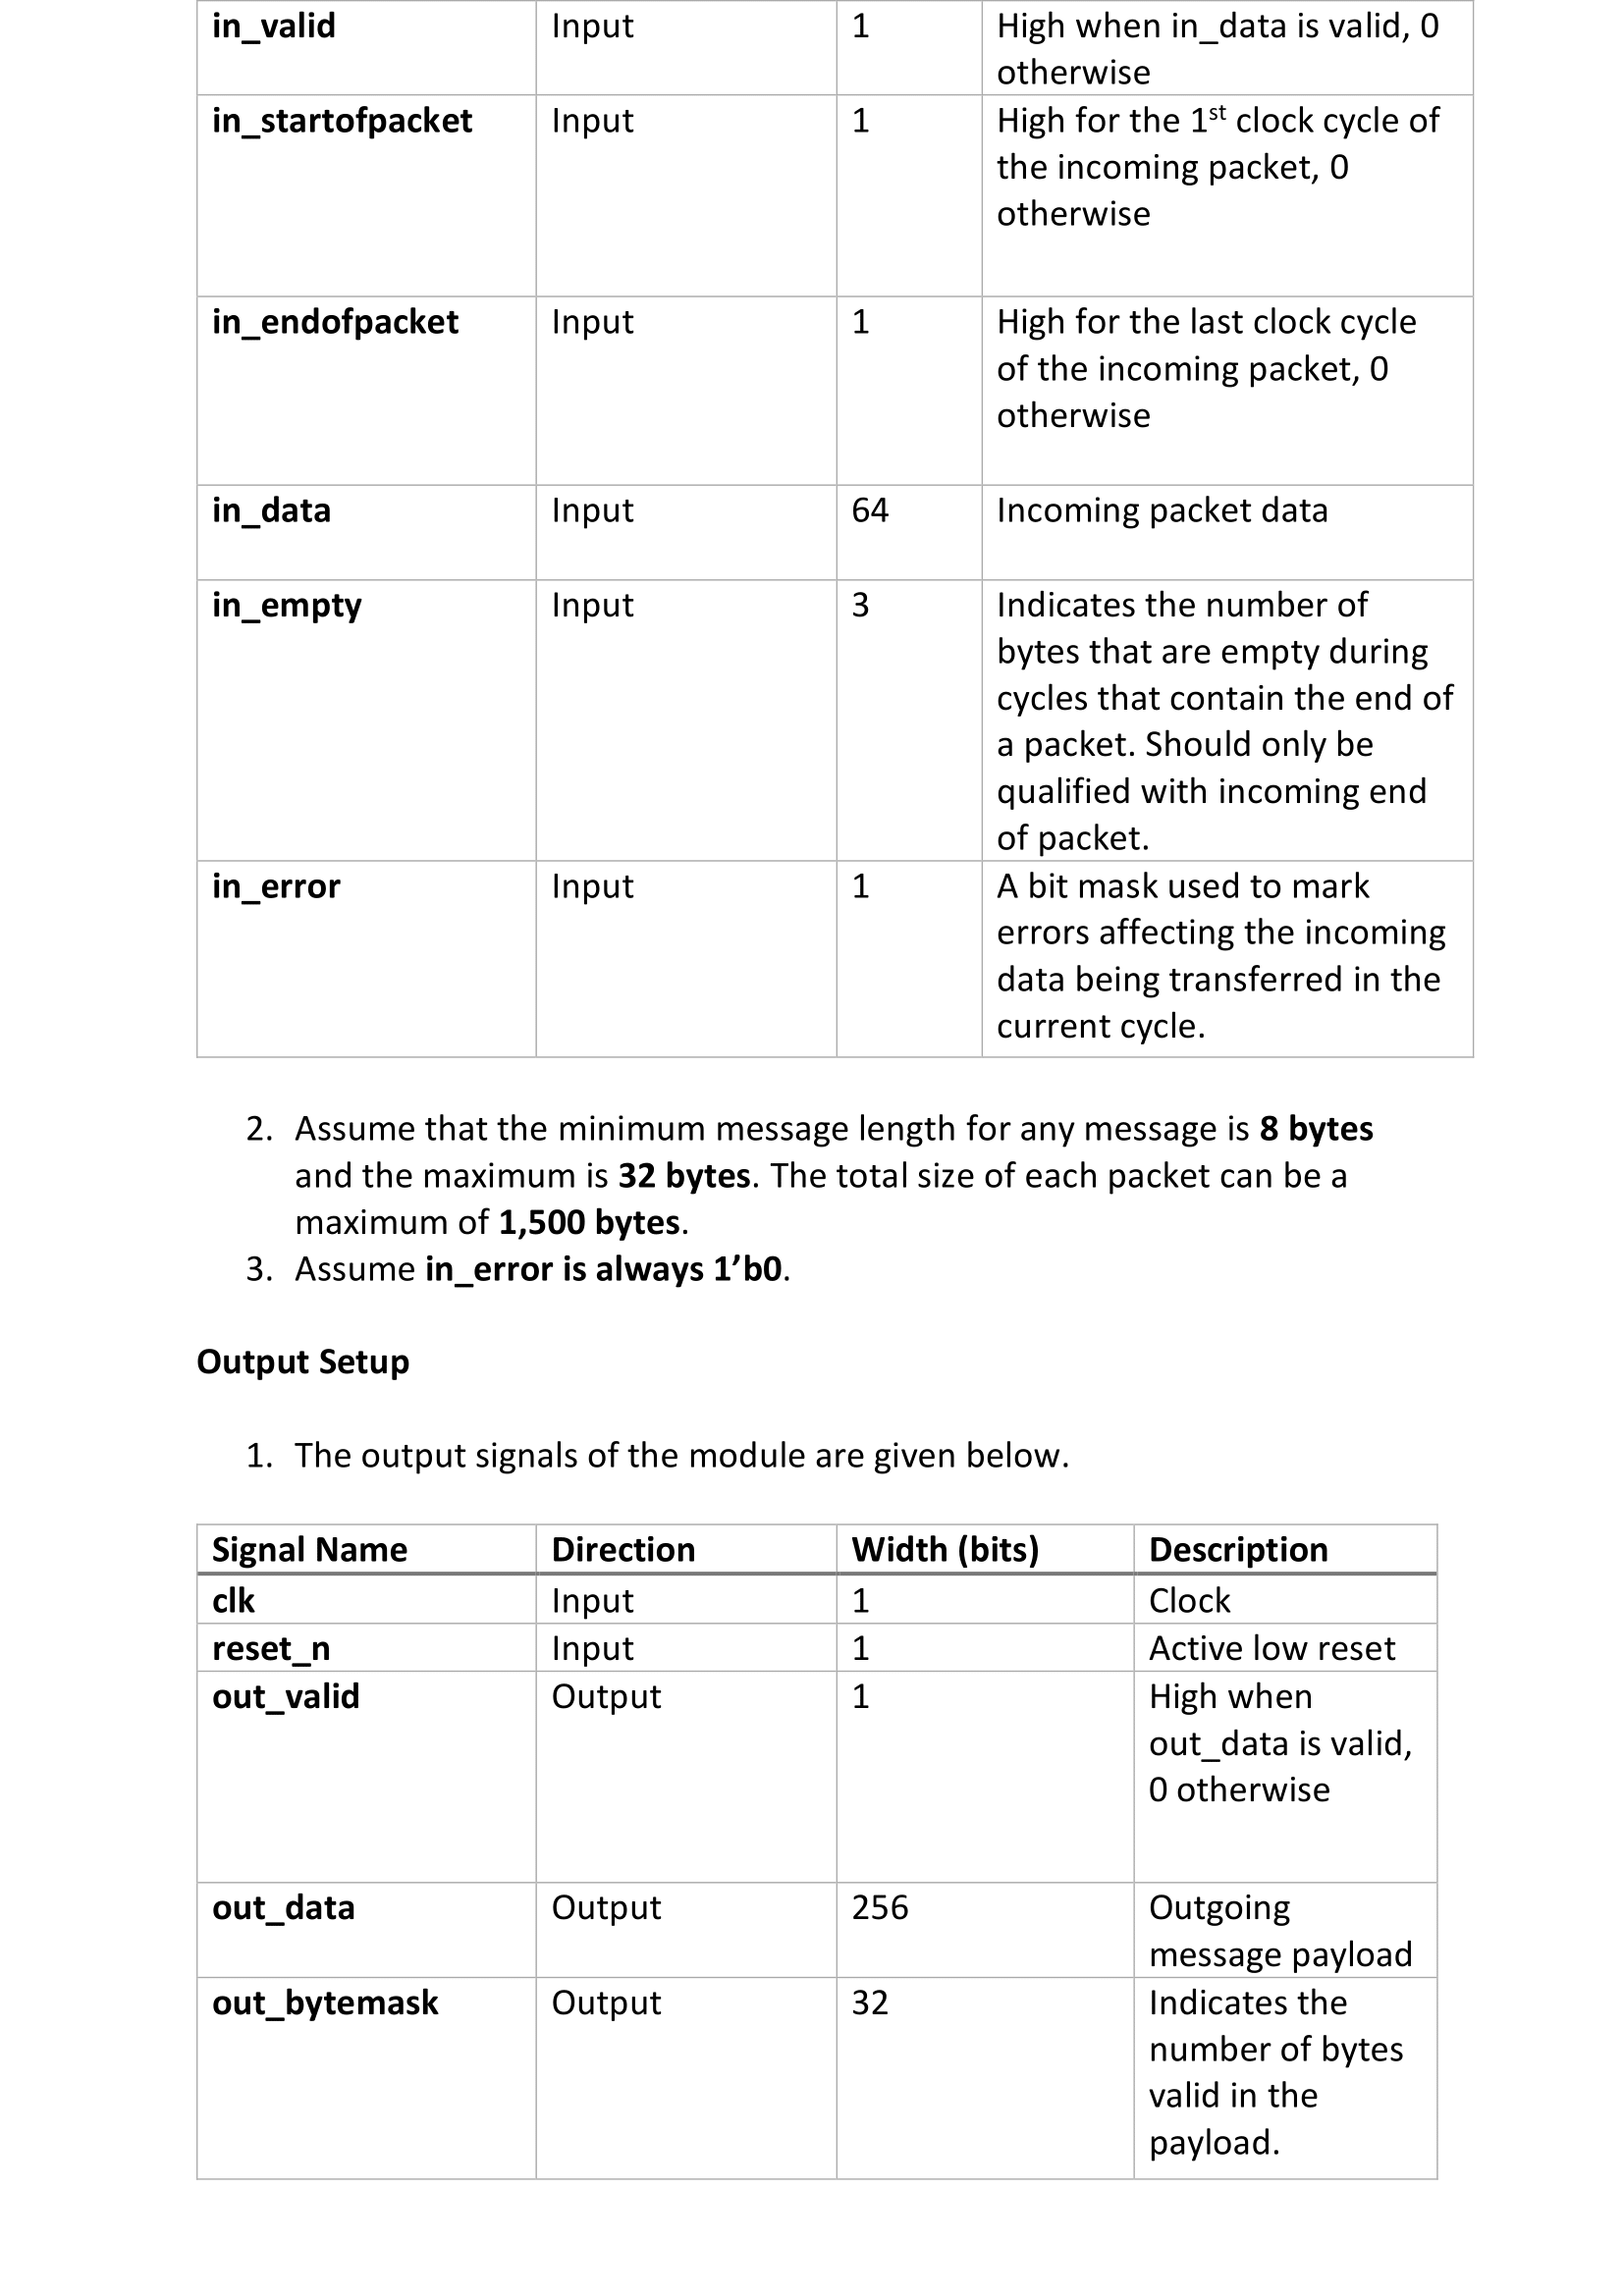 in_valid Input 1 High when in_data is valid, 0
otherwise
in_startofpacket Input 1 High for the 1st clock cycle of
the incoming packet, 0
otherwise
in_endofpacket Input 1 High for the last clock cycle
of the incoming packet, 0
otherwise
in_data Input 64 Incoming packet data
in_empty Input 3 Indicates the number of
bytes that are empty during
cycles that contain the end of
a packet. Should only be
qualified with incoming end
of packet.
in_error Input 1 A bit mask used to mark
errors affecting the incoming
data being transferred in the
current cycle.
2. Assume that the minimum message length for any message is 8 bytes
and the maximum is 32 bytes. The total size of each packet can be a
maximum of 1,500 bytes.
3. Assume in_error is always 1’b0.
Output Setup
1. The output signals of the module are given below.
Signal Name Direction Width (bits) Description
clk Input 1 Clock
reset_n Input 1 Active low reset
out_valid Output 1 High when
out_data is valid,
0 otherwise
out_data Output 256 Outgoing
message payload
out_bytemask Output 32 Indicates the
number of bytes
valid in the
payload.